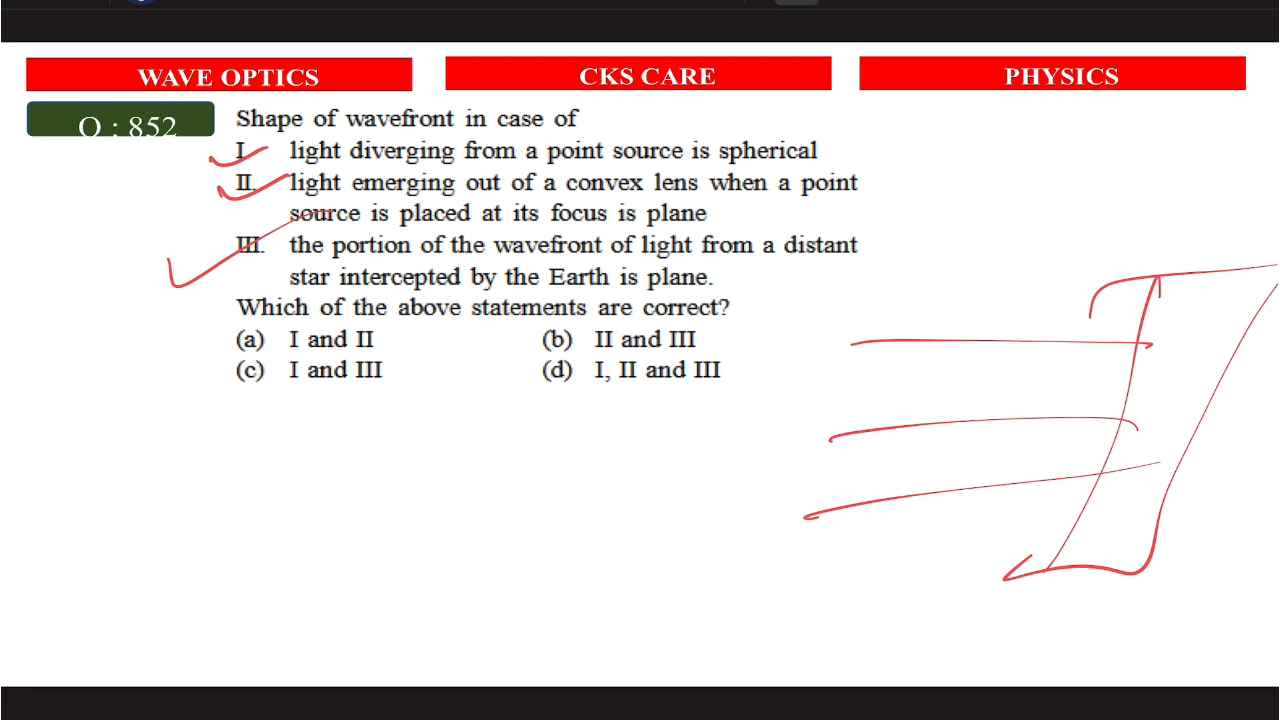 WAVE OPTICS
CKS CARE
PHYSICS
Q : 852
Shape of wavefront in case of
I. light diverging from a point source is spherical
II. light emerging out of a convex lens when a point
source is placed at its focus is plane
III. the portion of the wavefront of light from a distant
star intercepted by the Earth is plane.
Which of the above statements are correct?
(a) I and II (b) II and III
(c) I and III (d) I, II and III